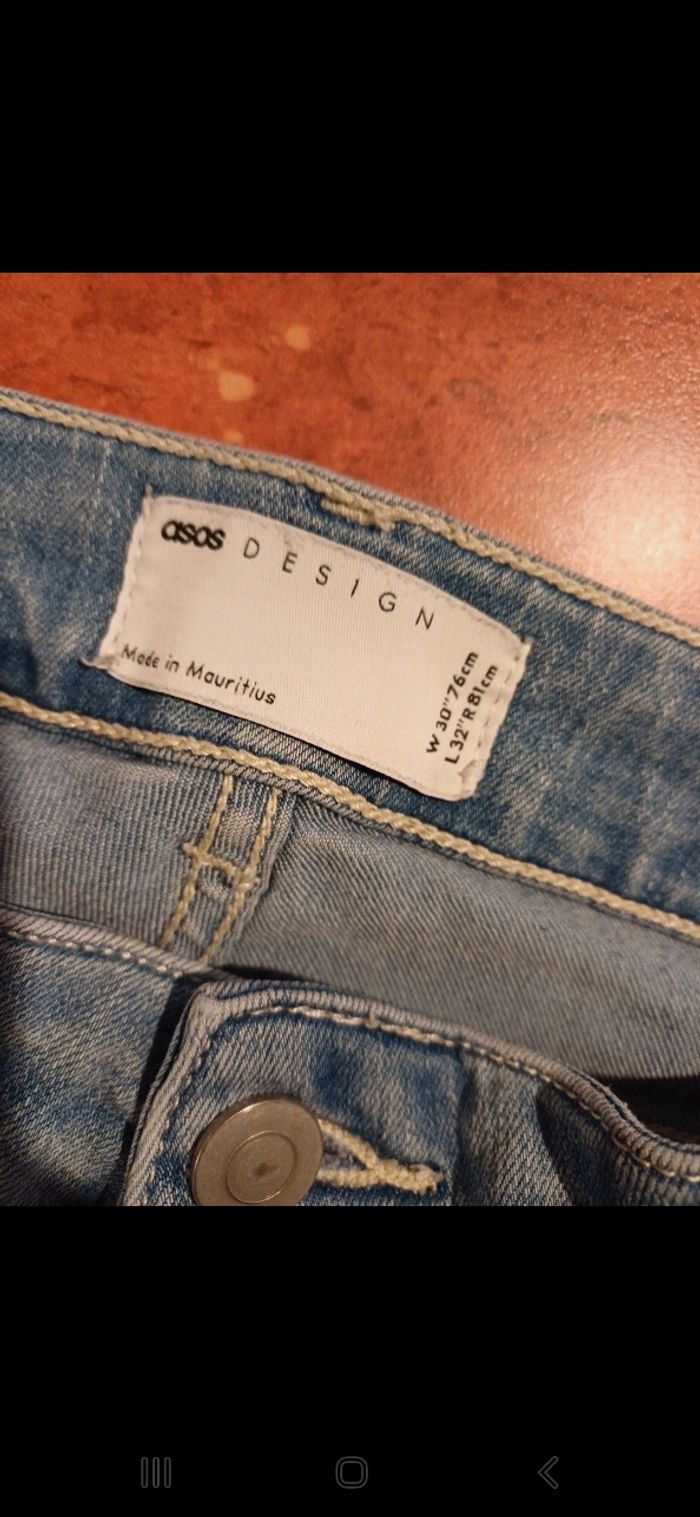 asos DESIGN
Made in Mauritius
W 30" 76cm
L 32" R 81cm